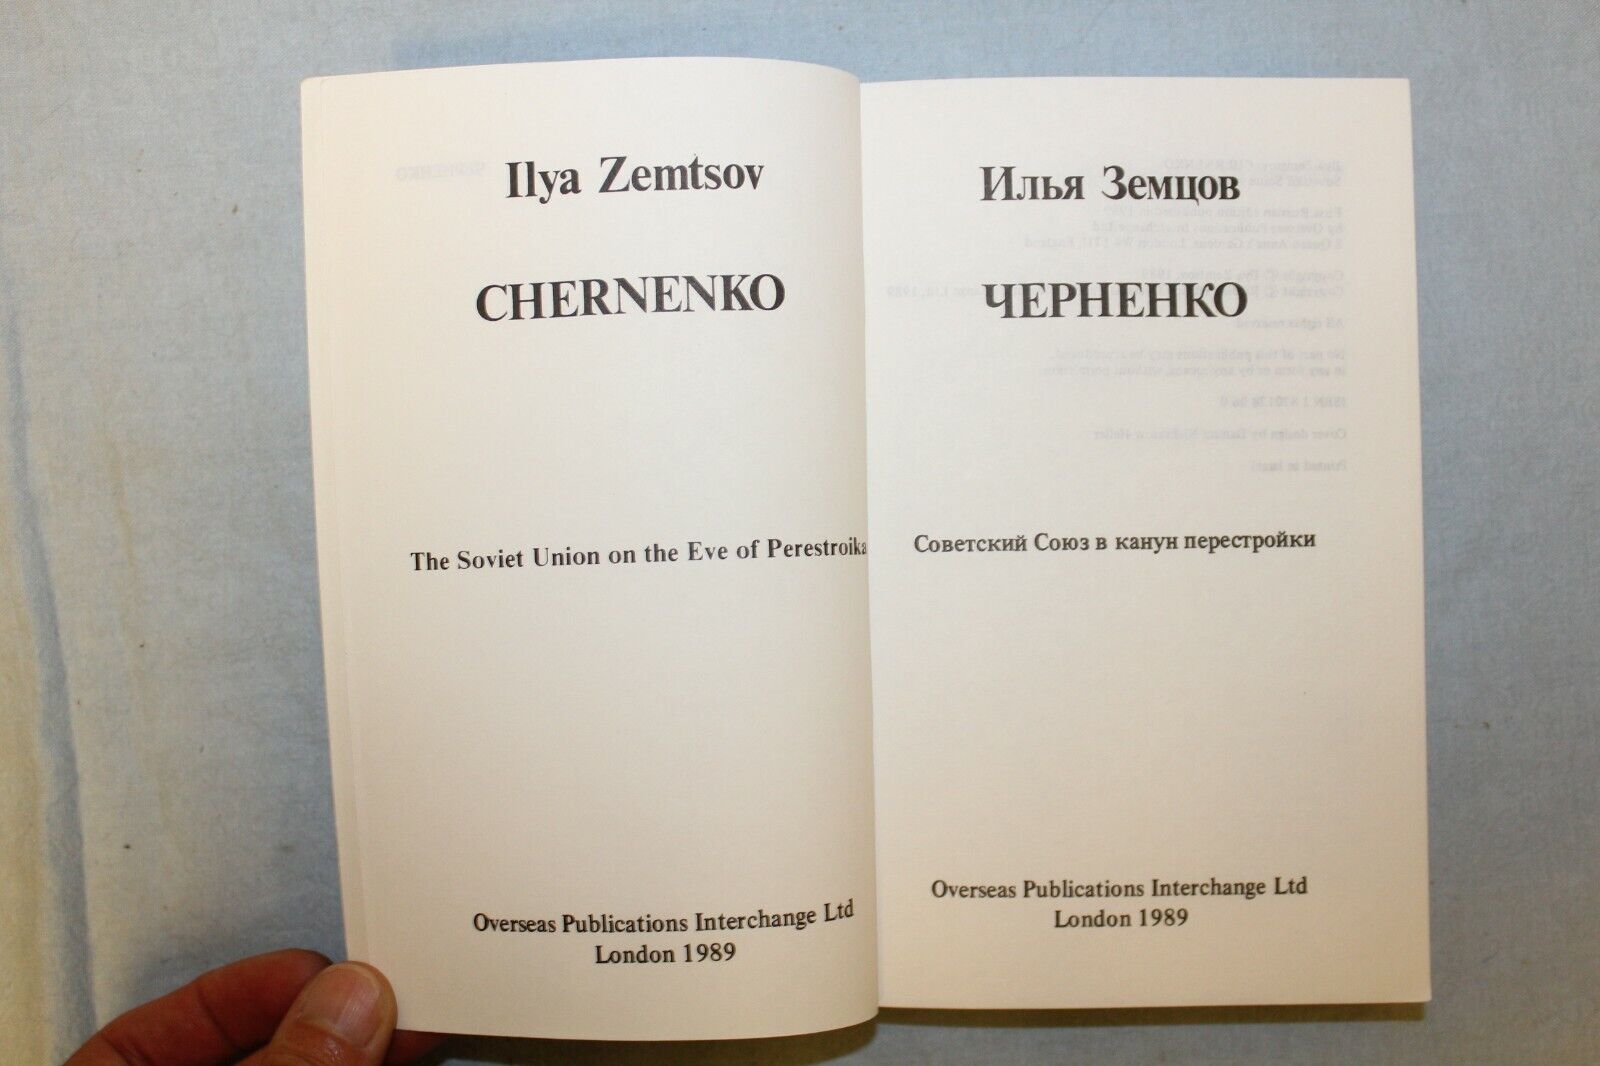 Ilya Zemtsov
CHERNENKO
The Soviet Union on the Eve of Perestroika
Overseas Publications Interchange Ltd
London 1989
Илья Земцов
ЧЕРНЕНКО
Советский Союз в канун перестройки
Overseas Publications Interchange Ltd
London 1989